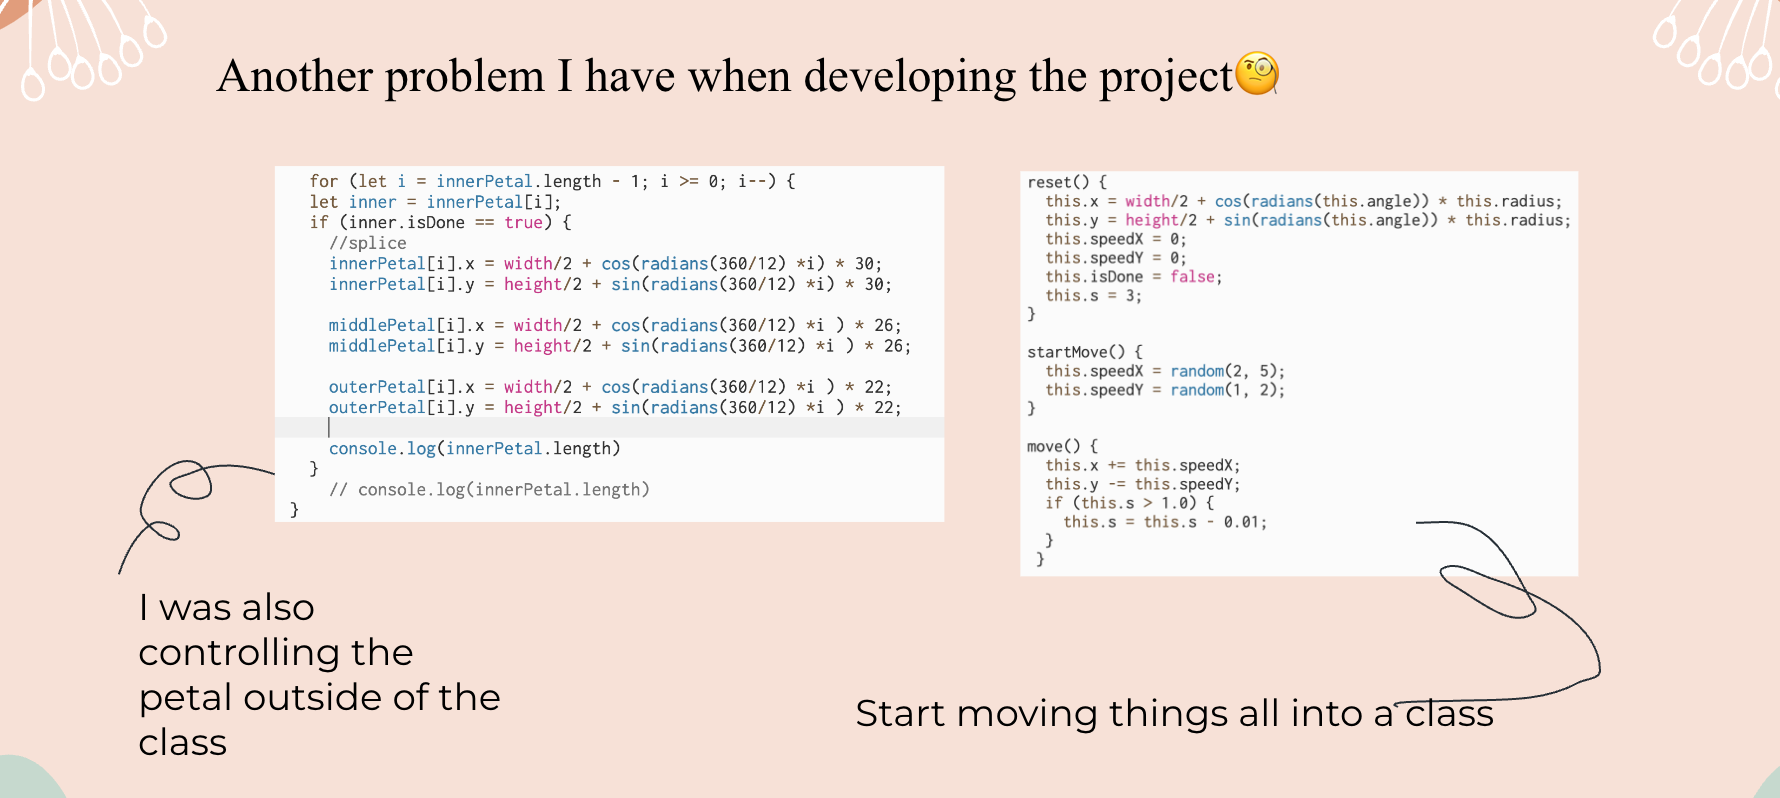 Another problem I have when developing the project🧐
for (let i = innerPetal.length - 1; i >= 0; i--) {
let inner = innerPetal[i];
if (inner.isDone == true) {
//splice
innerPetal[i].x = width/2 + cos(radians(360/12) *i) * 30;
innerPetal[i].y = height/2 + sin(radians(360/12) *i) * 30;
middlePetal[i].x = width/2 + cos(radians(360/12) *i ) * 26;
middlePetal[i].y = height/2 + sin(radians(360/12) *i ) * 26;
outerPetal[i].x = width/2 + cos(radians(360/12) *i ) * 22;
outerPetal[i].y = height/2 + sin(radians(360/12) *i ) * 22;
console.log(innerPetal.length)
}
// console.log(innerPetal.length)
}
I was also
controlling the
petal outside of the
class
reset() {
this.x = width/2 + cos(radians(this.angle)) * this.radius;
this.y = height/2 + sin(radians(this.angle)) * this.radius;
this.speedX = 0;
this.speedY = 0;
this.isDone = false;
this.s = 3;
}
startMove() {
this.speedX = random(2, 5);
this.speedY = random(1, 2);
}
move() {
this.x += this.speedX;
this.y -= this.speedY;
if (this.s > 1.0) {
this.s = this.s - 0.01;
}
}
Start moving things all into a class